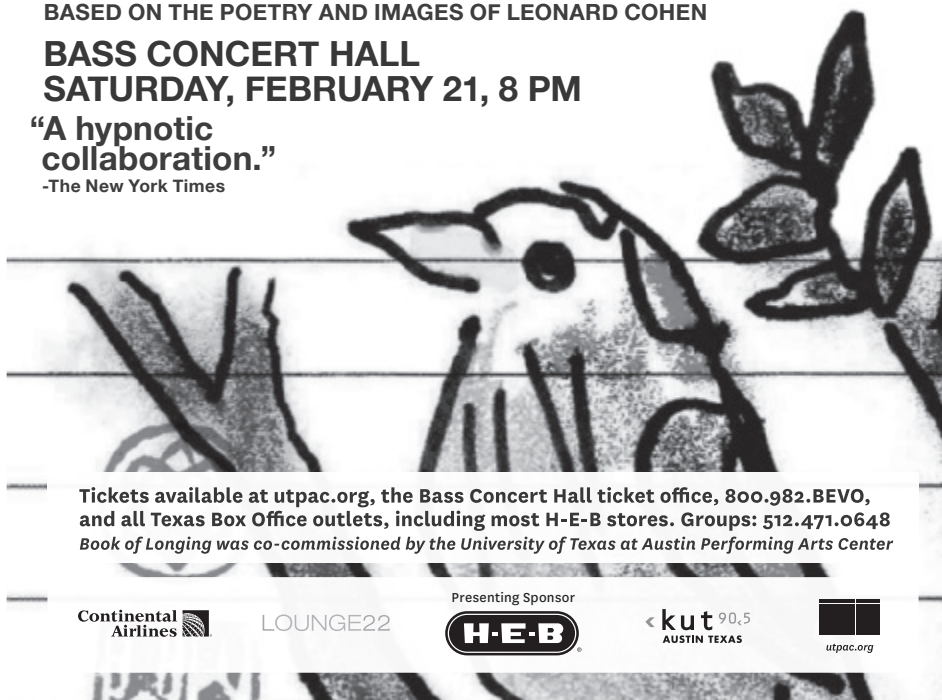 BASED ON THE POETRY AND IMAGES OF LEONARD COHEN
BASS CONCERT HALL
SATURDAY, FEBRUARY 21, 8 PM
“A hypnotic
collaboration.”
-The New York Times
Tickets available at utpac.org, the Bass Concert Hall ticket office, 800.982.BEVO,
and all Texas Box Office outlets, including most H-E-B stores. Groups: 512.471.0648
Book of Longing was co-commissioned by the University of Texas at Austin Performing Arts Center
Presenting Sponsor
Continental
Airlines
LOUNGE22
H-E-B
®
‹kut 90.5
AUSTIN TEXAS
utpac.org